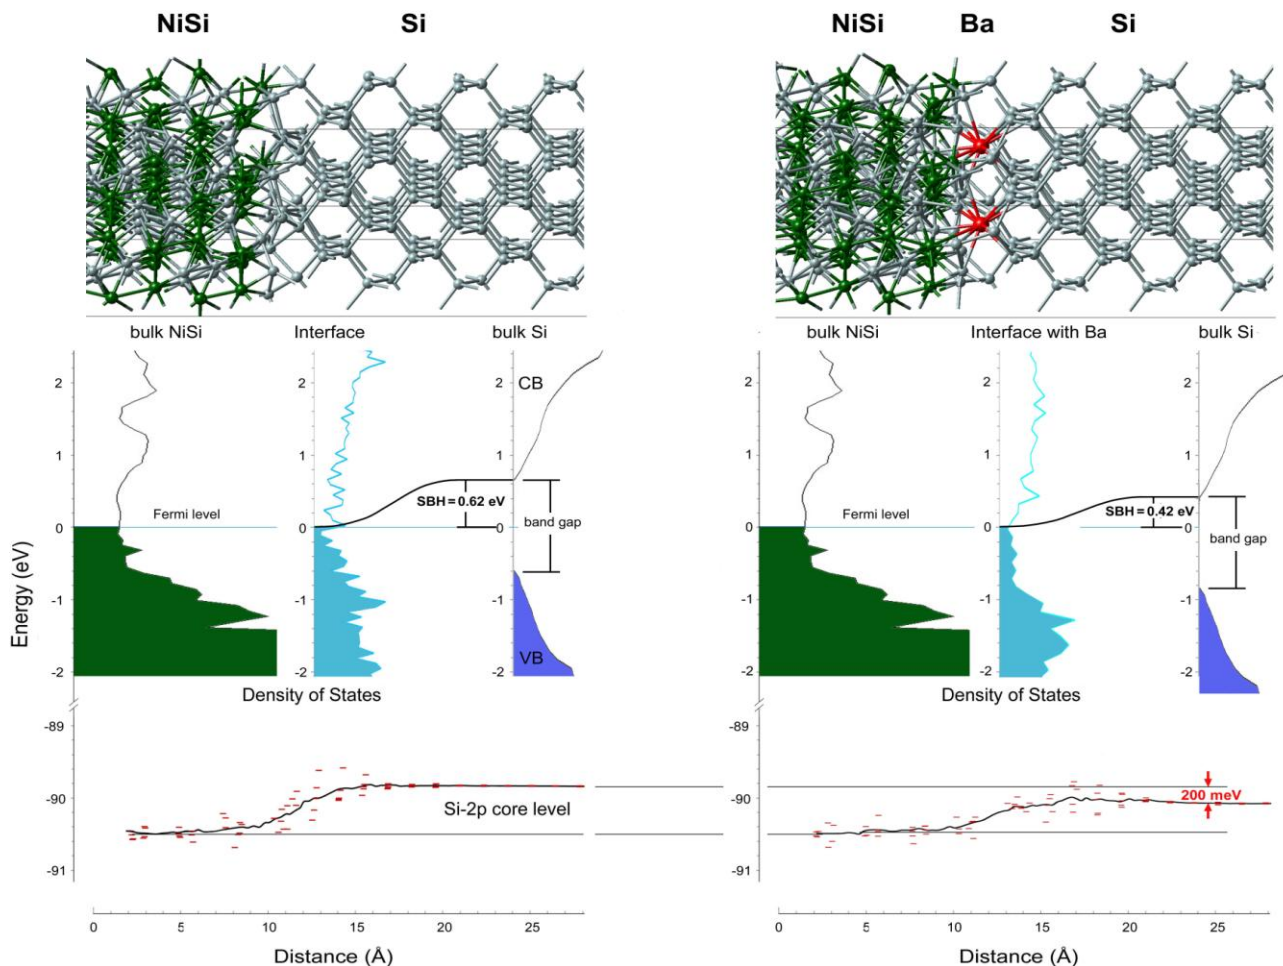 NiSi Si NiSi Ba Si
bulk NiSi Interface bulk Si bulk NiSi Interface with Ba bulk Si
Energy (eV)
2 2 2 CB 2 2 2
1 1 1 1 1 1
SBH = 0.62 eV band gap SBH = 0.42 eV band gap
Fermi level Fermi level
0 0 0 0 0 0
-1 -1 -1 -1 -1 -1
-2 -2 -2 VB -2 -2 -2
Density of States Density of States
-89 -89
-90 Si-2p core level -90 200 meV
-91 -91
0 5 10 15 20 25 0 5 10 15 20 25
Distance (Å) Distance (Å)